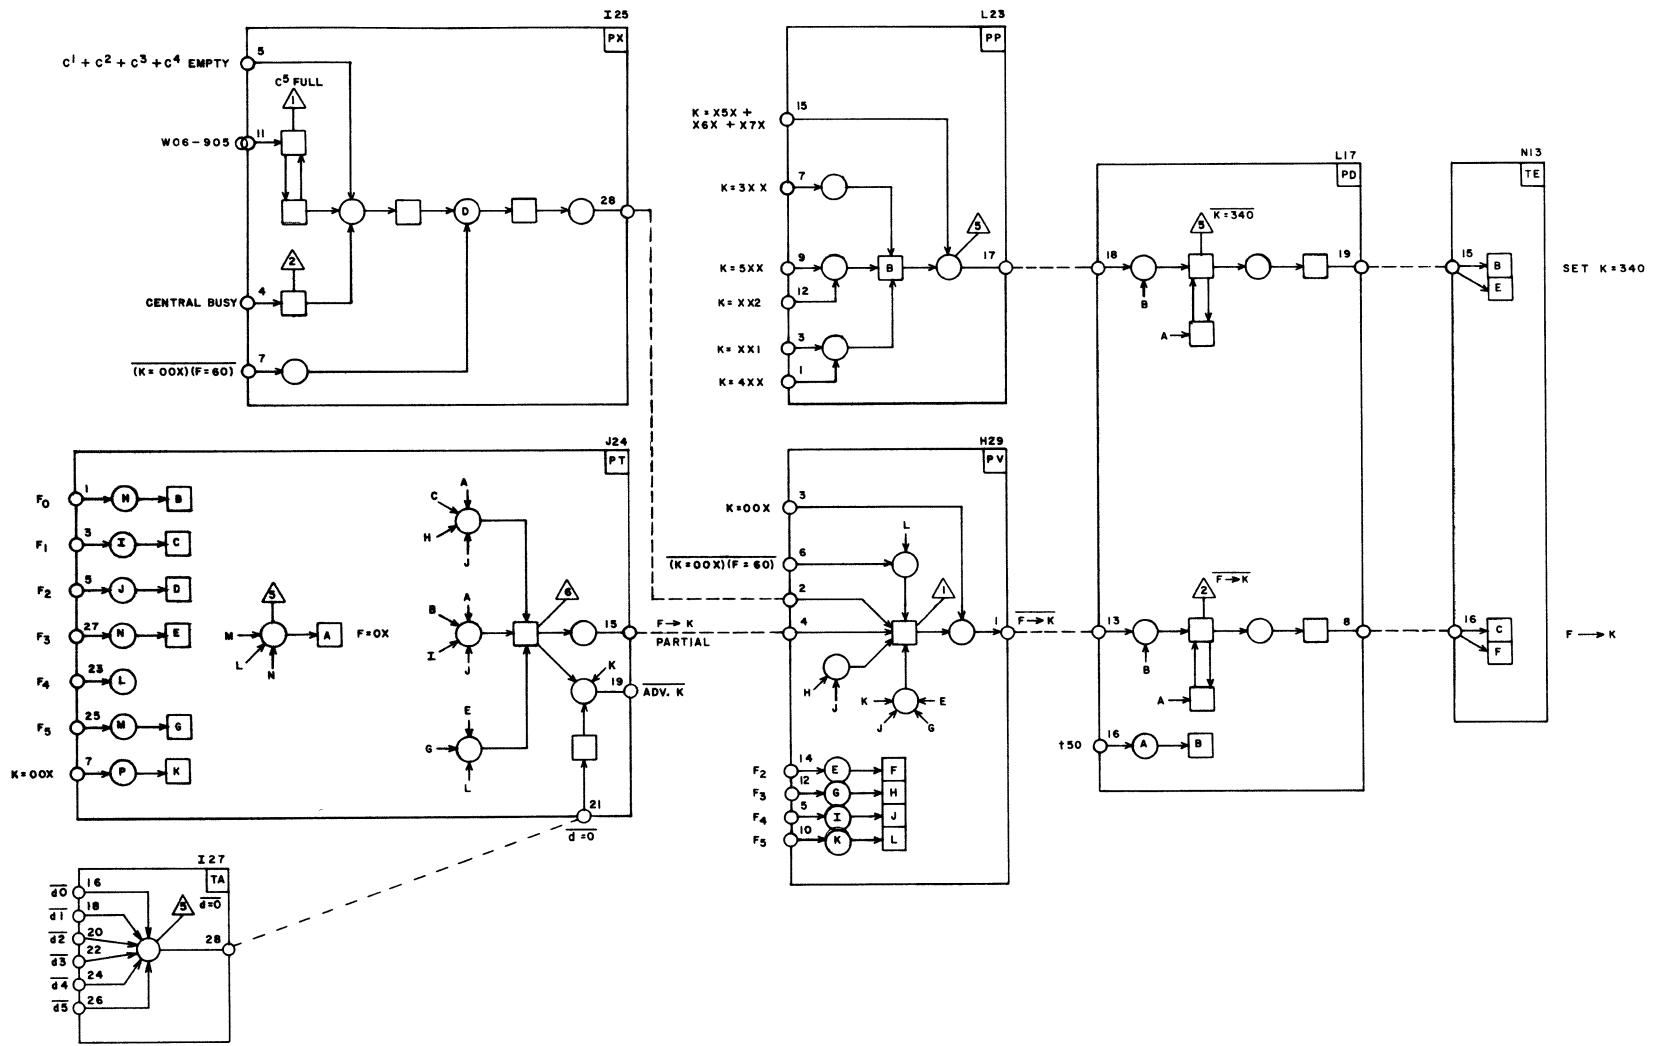 I25
PX
C¹ + C² + C³ + C⁴ EMPTY
5
C⁵ FULL
1
W06-905
11
D
28
2
CENTRAL BUSY
4
(K=00X)(F=60)
7
L23
PP
K=X5X +
X6X + X7X
15
K=3XX
7
5
K=5XX
9
B
17
K=XX2
12
K=XX1
3
K=4XX
1
L17
PD
5
K=340
18
B
19
A
2
F→K
13
B
8
A
t50
16
A
B
N13
TE
15
B
E
SET K=340
16
C
F
F→K
J24
PT
F0
1
H
B
F1
3
I
C
F2
5
J
D
F3
27
N
E
F4
23
L
F5
25
M
G
K=00X
7
P
K
5
M
L
N
A
F=0X
A
C
H
J
A
B
I
J
6
15
F→K
PARTIAL
K
19
ADV. K
E
G
L
21
d=0
H29
PV
K=00X
3
(K=00X)(F=60)
6
L
2
1
4
1
F→K
H
J
K
E
J
G
F2
14
E
F
F3
12
G
H
F4
5
I
J
F5
10
K
L
I27
TA
d0
16
5
d=0
d1
18
d2
20
d3
22
28
d4
24
d5
26